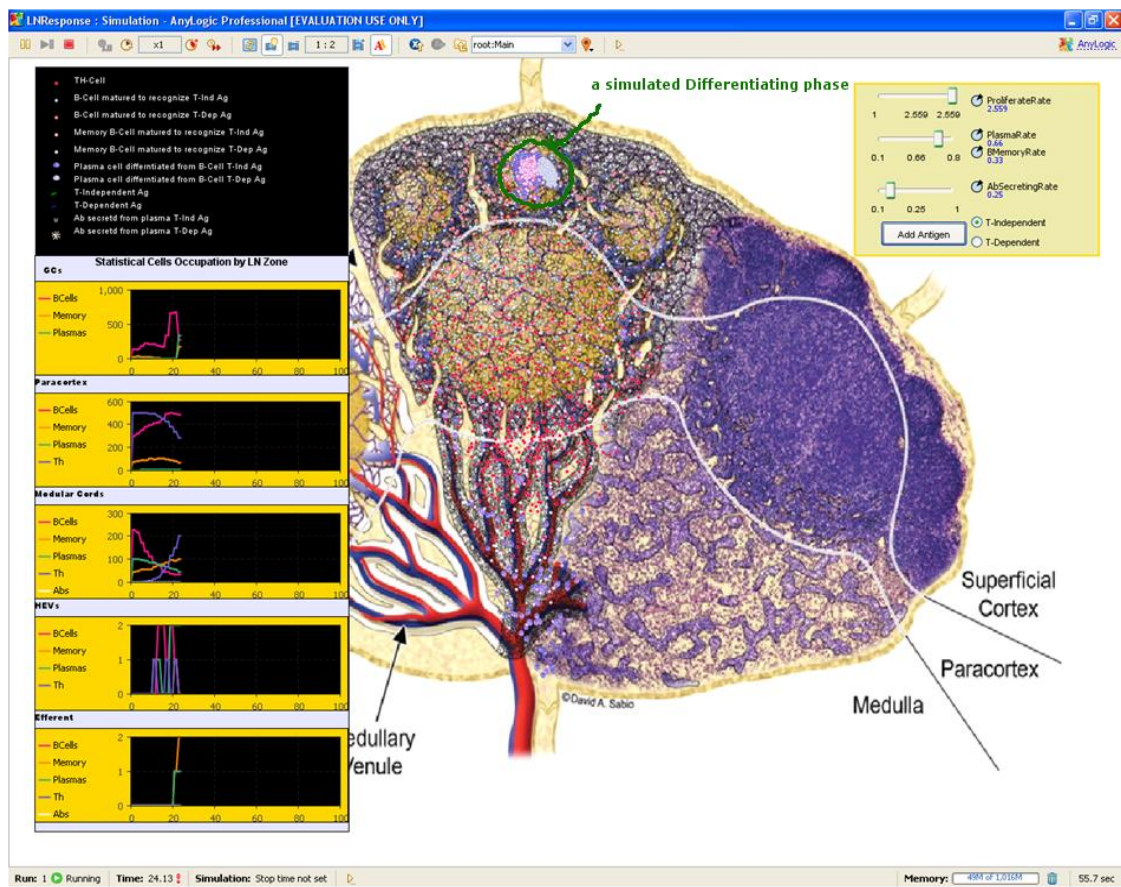 LNResponse : Simulation - AnyLogic Professional [EVALUATION USE ONLY]
x1
1 : 2
root:Main
AnyLogic
TH-Cell
B-Cell matured to recognize T-Ind Ag
B-Cell matured to recognize T-Dep Ag
Memory B-Cell matured to recognize T-Ind Ag
Memory B-Cell matured to recognize T-Dep Ag
Plasma cell differntiated from B-Cell T-Ind Ag
Plasma cell differntiated from B-Cell T-Dep Ag
T-Independent Ag
T-Dependent Ag
Ab secretd from plasma T-Ind Ag
Ab secretd from plasma T-Dep Ag
a simulated Differentiating phase
ProliferateRate
2.559
1 2.559 2.559
PlasmaRate
0.66
BMemoryRate
0.33
0.1 0.66 0.8
AbSecretingRate
0.25
0.1 0.25 1
Add Antigen
T-Independent
T-Dependent
Statistical Cells Occupation by LN Zone
GCs
BCells
Memory
Plasmas
1,000
500
0
0 20 40 60 80 100
Paracortex
BCells
Memory
Plasmas
Th
600
400
200
0
0 20 40 60 80 100
Modular Cords
BCells
Memory
Plasmas
Th
Abs
300
200
100
0
0 20 40 60 80 100
HEVs
BCells
Memory
Plasmas
Th
2
1
0
0 20 40 60 80 100
Efferent
BCells
Memory
Plasmas
Th
Abs
2
1
0
0 20 40 60 80 100
Superficial
Cortex
Paracortex
Medulla
©David A. Sabio
edullary
Venule
Run: 1 Running Time: 24.13 Simulation: Stop time not set
Memory: 49M of 1,016M 55.7 sec